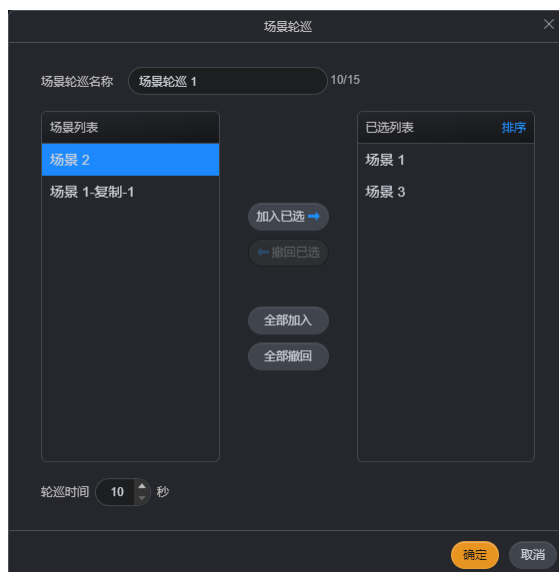 场景轮巡
场景轮巡名称 场景轮巡 1 10/15
场景列表
场景 2
场景 1-复制-1
加入已选
撤回已选
全部加入
全部撤回
已选列表 排序
场景 1
场景 3
轮巡时间 10 秒
确定 取消